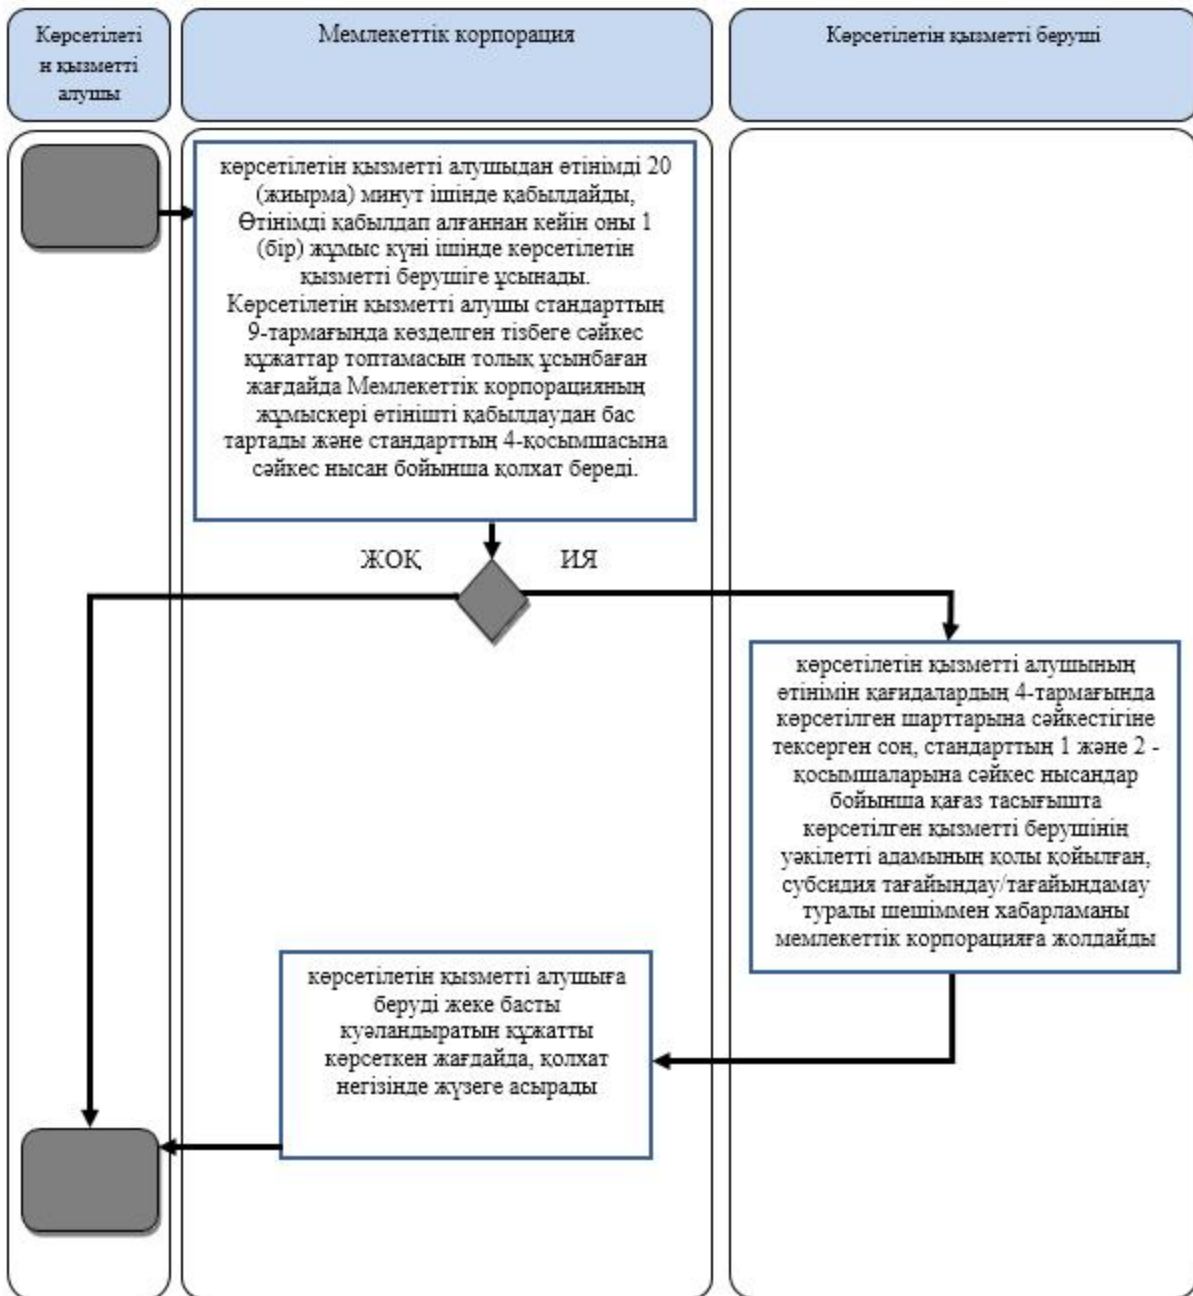 Көрсетілеті
н қызметті
алушы
Мемлекеттік корпорация
Көрсетілетін қызметті беруші
көрсетілетін қызметті алушыдан өтінімді 20
(жиырма) минут ішінде қабылдайды,
Өтінімді қабылдап алғаннан кейін оны 1
(бір) жұмыс күні ішінде көрсетілетін
қызметті берушіге ұсынады.
Көрсетілетін қызметті алушы стандарттың
9-тармағында көзделген тізбеге сәйкес
құжаттар топтамасын толық ұсынбаған
жағдайда Мемлекеттік корпорацияның
жұмыскері өтінішті қабылдаудан бас
тартады және стандарттың 4-қосымшасына
сәйкес нысан бойынша қолхат береді.
ЖОҚ
ИЯ
көрсетілетін қызметті алушының
өтінімін қағидалардың 4-тармағында
көрсетілген шарттарына сәйкестігіне
тексерген соң, стандарттың 1 және 2 -
қосымшаларына сәйкес нысандар
бойынша қағаз тасығышта
көрсетілген қызметті берушінің
уәкілетті адамының қолы қойылған,
субсидия тағайындау/тағайындамау
туралы шешіммен хабарламаны
мемлекеттік корпорацияға жолдайды
көрсетілетін қызметті алушыға
беруді жеке басты
куәландыратын құжатты
көрсеткен жағдайда, қолхат
негізінде жүзеге асырады